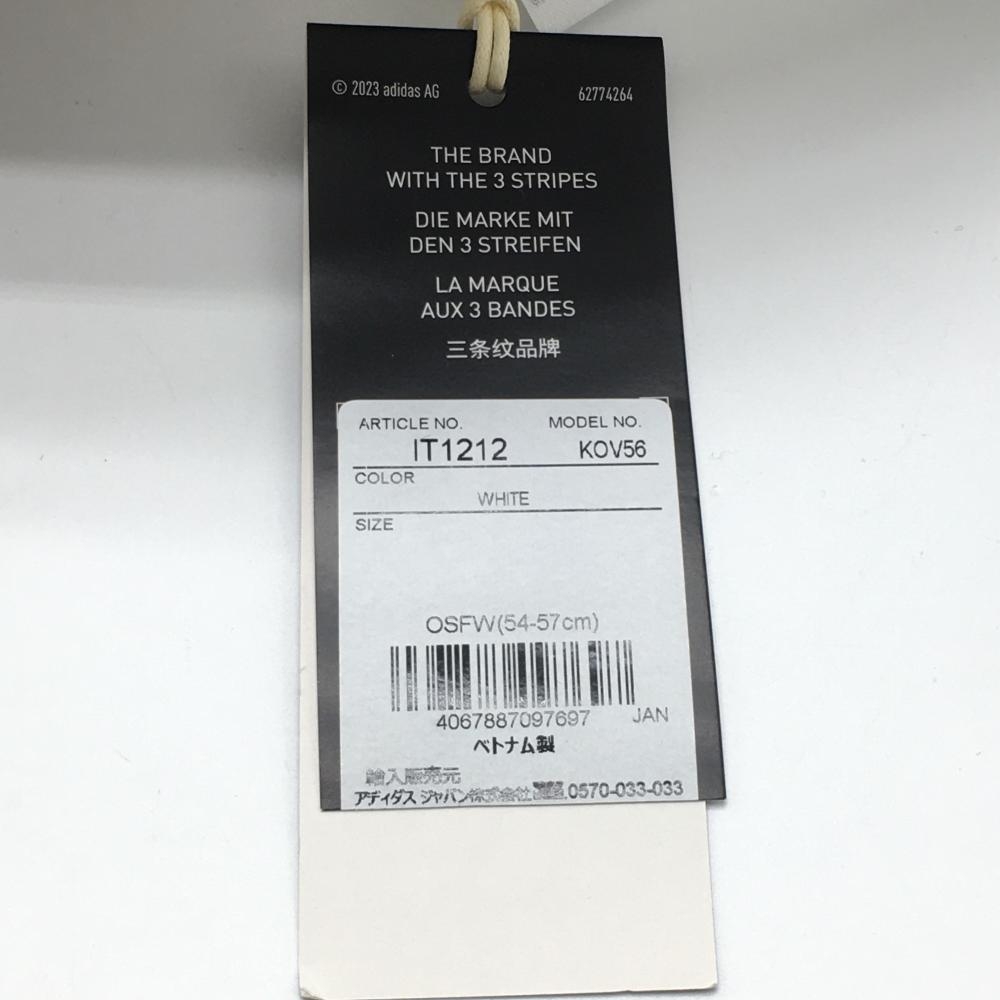 © 2023 adidas AG 62774264
THE BRAND
WITH THE 3 STRIPES
DIE MARKE MIT
DEN 3 STREIFEN
LA MARQUE
AUX 3 BANDES
三条纹品牌
ARTICLE NO. MODEL NO.
IT1212 KOV56
COLOR
WHITE
SIZE
OSFW(54-57cm)
4067887097697 JAN
ベトナム製
輸入販売元
アディダス ジャパン株式会社 0570-033-033